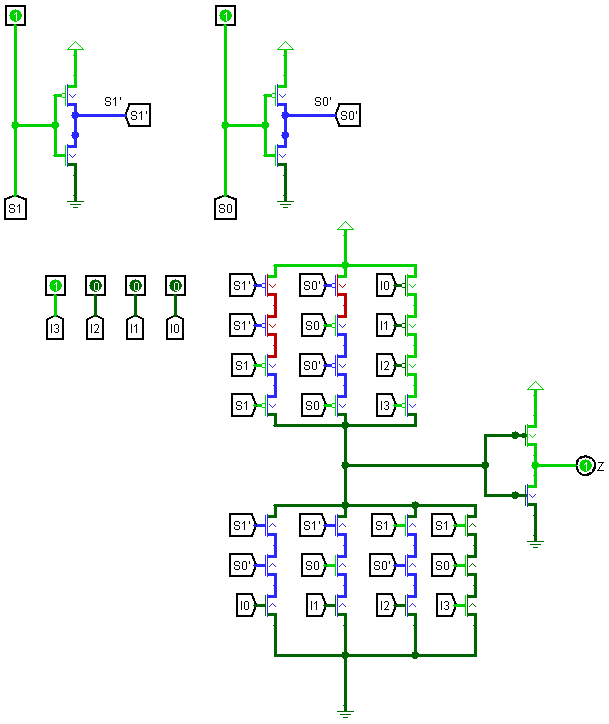 1 1
S1' S1' S0' S0'
S1 S0
1 0 0 0
I3 I2 I1 I0
S1' S0' I0
S1' S0 I1
S1 S0' I2
S1 S0 I3
1 Z
S1' S1' S1 S1
S0' S0 S0' S0
I0 I1 I2 I3